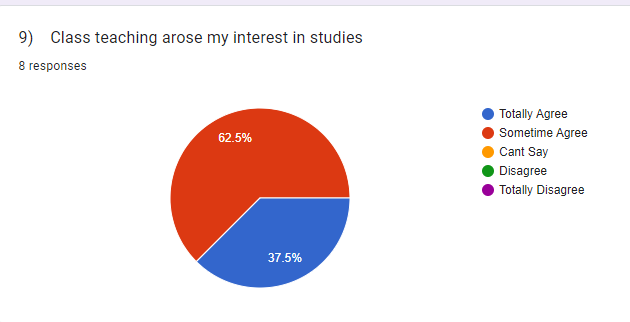 9) Class teaching arose my interest in studies
8 responses
62.5%
37.5%
Totally Agree
Sometime Agree
Cant Say
Disagree
Totally Disagree